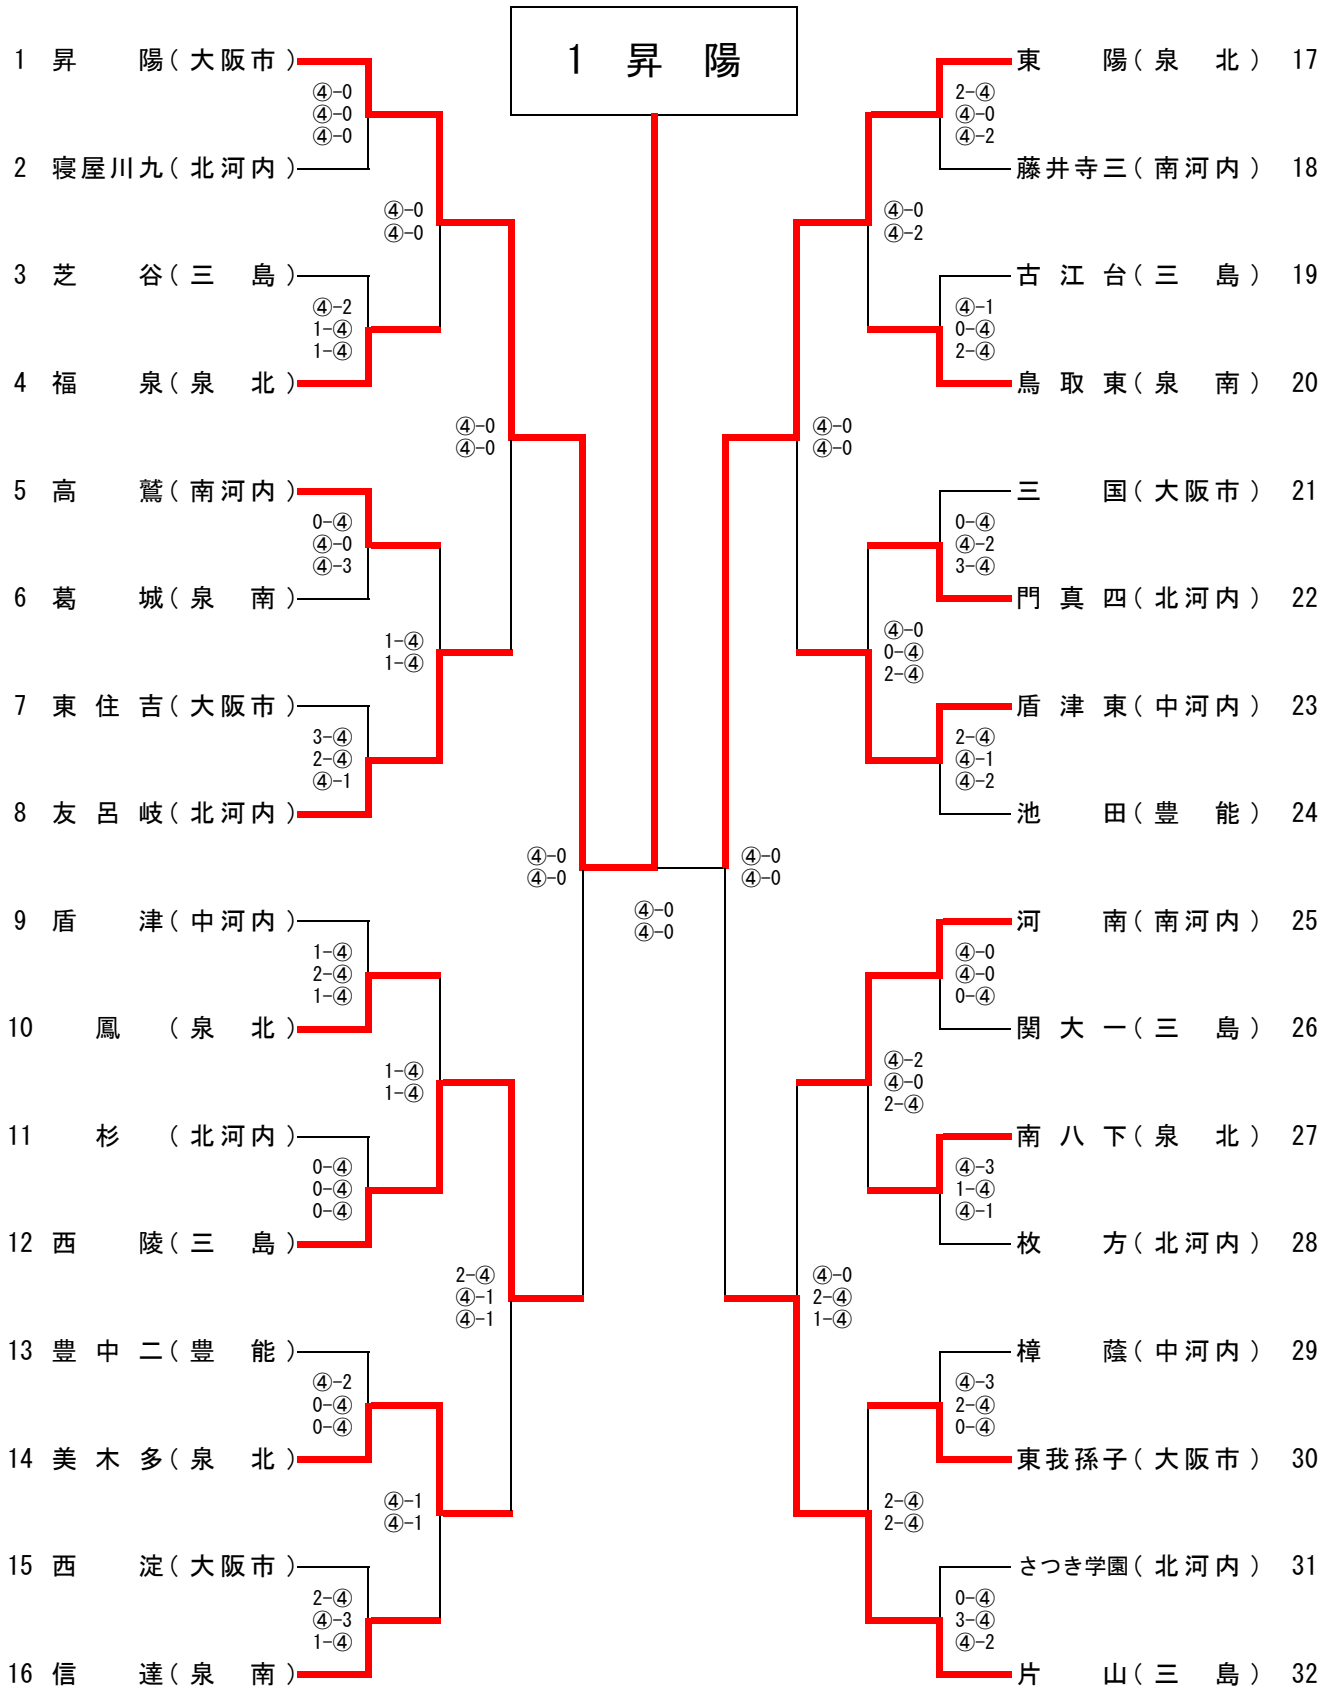 1 昇 陽
1 昇 陽(大阪市)
④-0
④-0
④-0
2 寝屋川九(北河内)
④-0
④-0
3 芝 谷(三 島)
④-2
1-④
1-④
4 福 泉(泉 北)
④-0
④-0
5 高 鷲(南河内)
0-④
④-0
④-3
6 葛 城(泉 南)
1-④
1-④
7 東住吉(大阪市)
3-④
2-④
④-1
8 友呂岐(北河内)
④-0
④-0
9 盾 津(中河内)
1-④
2-④
1-④
10 鳳 (泉 北)
1-④
1-④
11 杉 (北河内)
0-④
0-④
0-④
12 西 陵(三 島)
2-④
④-1
④-1
13 豊中二(豊 能)
④-2
0-④
0-④
14 美木多(泉 北)
④-1
④-1
15 西 淀(大阪市)
2-④
④-3
1-④
16 信 達(泉 南)
④-0
④-0
東 陽(泉 北) 17
2-④
④-0
④-2
藤井寺三(南河内) 18
④-0
④-2
古江台(三 島) 19
④-1
0-④
2-④
鳥取東(泉 南) 20
④-0
④-0
三 国(大阪市) 21
0-④
④-2
3-④
門真四(北河内) 22
④-0
0-④
2-④
盾津東(中河内) 23
2-④
④-1
④-2
池 田(豊 能) 24
④-0
④-0
河 南(南河内) 25
④-0
④-0
0-④
関大一(三 島) 26
④-2
④-0
2-④
南八下(泉 北) 27
④-3
1-④
④-1
枚 方(北河内) 28
④-0
2-④
1-④
樟 蔭(中河内) 29
④-3
2-④
0-④
東我孫子(大阪市) 30
2-④
2-④
さつき学園(北河内) 31
0-④
3-④
④-2
片 山(三 島) 32